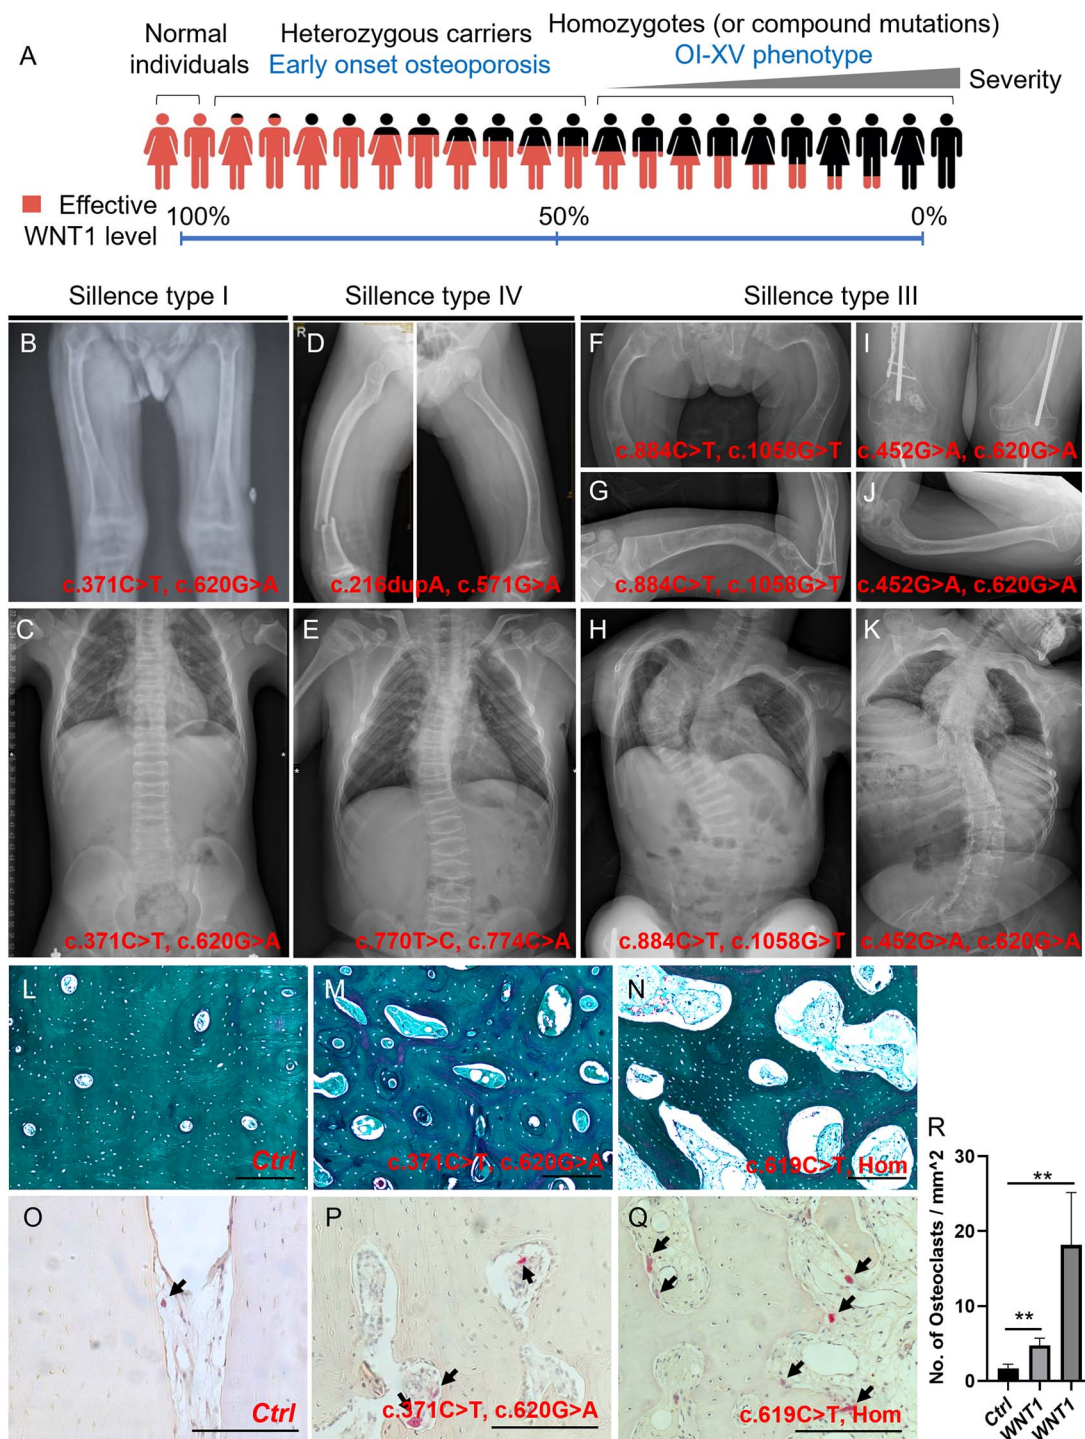 A
Normal
individuals
Heterozygous carriers
Early onset osteoporosis
Homozygotes (or compound mutations)
OI-XV phenotype
Severity
Effective
WNT1 level
100%
50%
0%
Sillence type I
Sillence type IV
Sillence type III
B
c.371C>T, c.620G>A
D
R
c.216dupA, c.571G>A
F
c.884C>T, c.1058G>T
I
c.452G>A, c.620G>A
G
c.884C>T, c.1058G>T
J
c.452G>A, c.620G>A
C
c.371C>T, c.620G>A
E
c.770T>C, c.774C>A
H
c.884C>T, c.1058G>T
K
c.452G>A, c.620G>A
L
Ctrl
M
c.371C>T, c.620G>A
N
c.619C>T, Hom
O
Ctrl
P
c.371C>T, c.620G>A
Q
c.619C>T, Hom
R
No. of Osteoclasts / mm^2
30
20
10
0
**
**
Ctrl
WNT1
WNT1